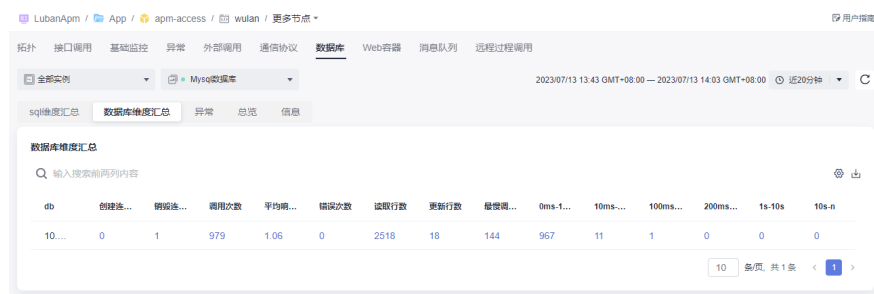 LubanApm / App / apm-access / wulan / 更多节点 用户指南
拓扑 接口调用 基础监控 异常 外部调用 通信协议 数据库 Web容器 消息队列 远程过程调用
全部实例 Mysql数据库 2023/07/13 13:43 GMT+08:00 — 2023/07/13 14:03 GMT+08:00 近20分钟
sql维度汇总 数据库维度汇总 异常 总览 信息
数据库维度汇总
输入搜索前两列内容
db 创建连... 销毁连... 调用次数 平均响... 错误次数 读取行数 更新行数 最慢调... 0ms-1... 10ms-... 100ms... 200ms... 1s-10s 10s-n
10.... 0 1 979 1.06 0 2518 18 144 967 11 1 0 0 0
10 条/页, 共 1 条 < 1 >